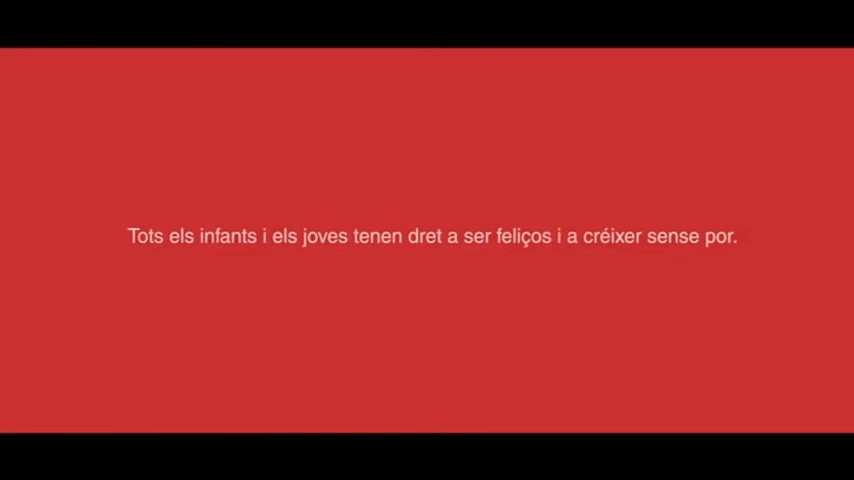 Tots els infants i els joves tenen dret a ser feliços i a créixer sense por.